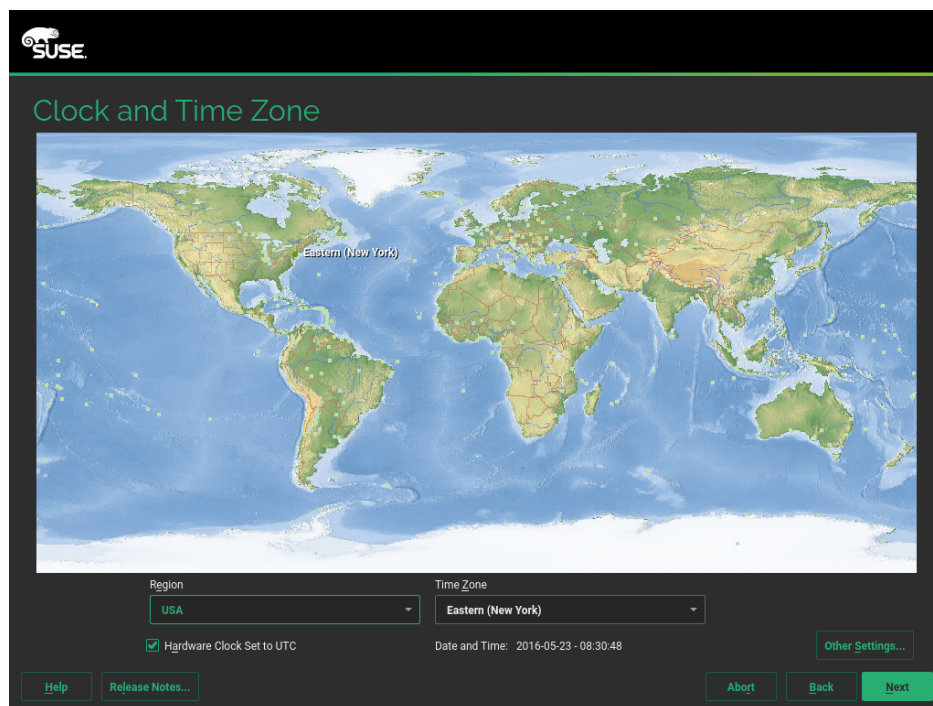 SUSE.
Clock and Time Zone
Eastern (New York)
Region
Time Zone
USA
Eastern (New York)
Hardware Clock Set to UTC
Date and Time: 2016-05-23 - 08:30:48
Other Settings...
Help
Release Notes...
Abort
Back
Next